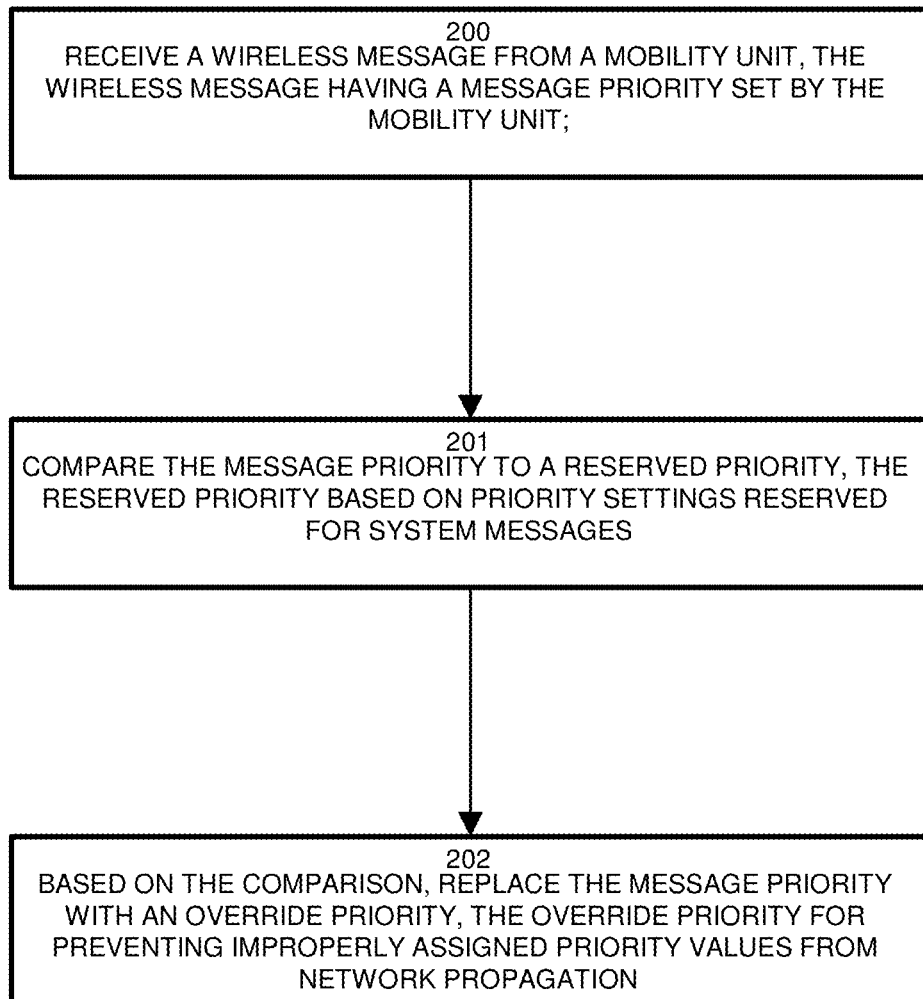 200
RECEIVE A WIRELESS MESSAGE FROM A MOBILITY UNIT, THE
WIRELESS MESSAGE HAVING A MESSAGE PRIORITY SET BY THE
MOBILITY UNIT;
201
COMPARE THE MESSAGE PRIORITY TO A RESERVED PRIORITY, THE
RESERVED PRIORITY BASED ON PRIORITY SETTINGS RESERVED
FOR SYSTEM MESSAGES
202
BASED ON THE COMPARISON, REPLACE THE MESSAGE PRIORITY
WITH AN OVERRIDE PRIORITY, THE OVERRIDE PRIORITY FOR
PREVENTING IMPROPERLY ASSIGNED PRIORITY VALUES FROM
NETWORK PROPAGATION